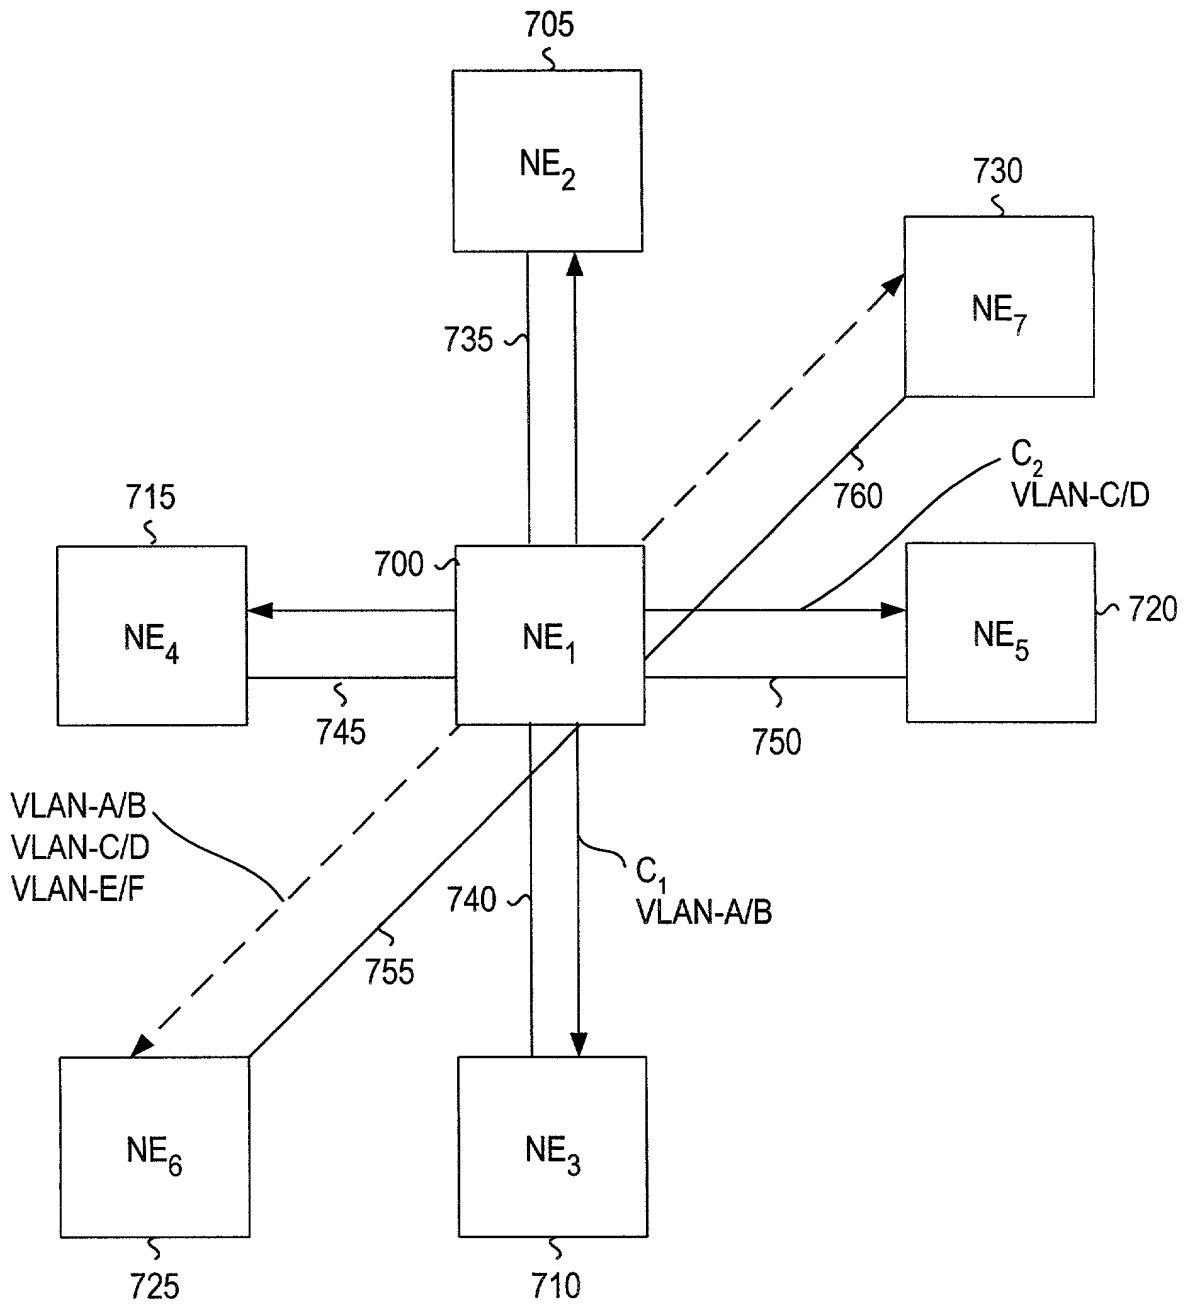 705
NE2
730
NE7
735
C2
VLAN-C/D
760
715
700
NE4
NE1
NE5
720
745
750
VLAN-A/B
VLAN-C/D
VLAN-E/F
C1
VLAN-A/B
740
755
NE6
NE3
725
710